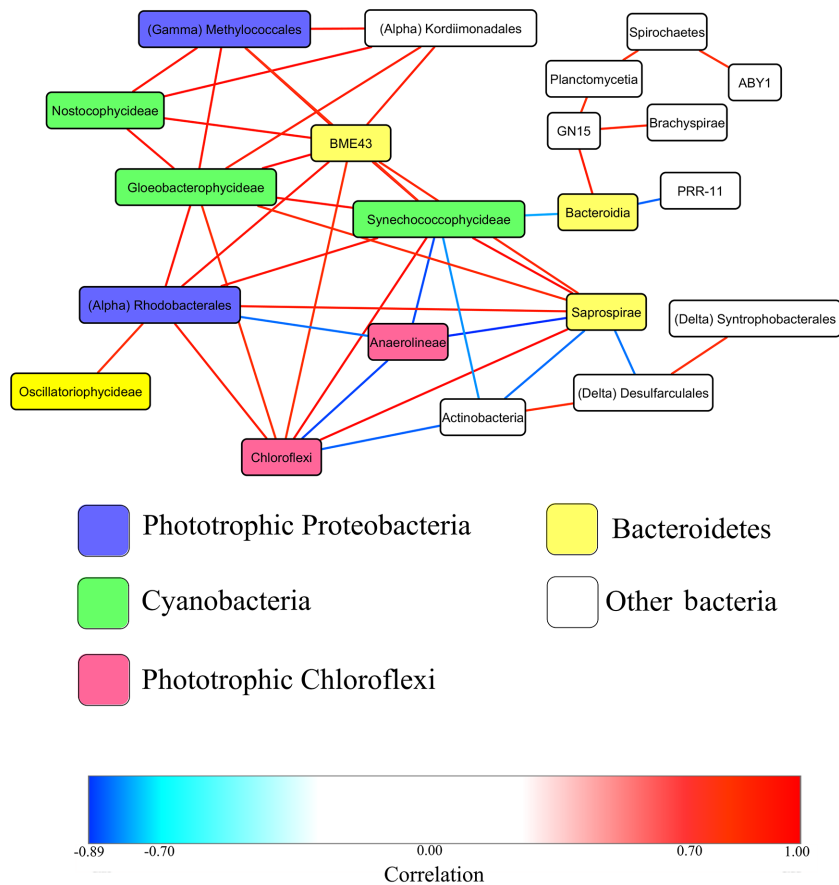 (Gamma) Methylococcales
(Alpha) Kordiimonadales
Spirochaetes
Planctomycetia
ABY1
Nostocophycideae
BME43
GN15
Brachyspirae
Gloeobacterophycideae
Synechococcophycideae
Bacteroidia
PRR-11
(Alpha) Rhodobacterales
Anaerolineae
Saprospirae
(Delta) Syntrophobacterales
Oscillatoriophycideae
Actinobacteria
(Delta) Desulfarculales
Chloroflexi
Phototrophic Proteobacteria
Bacteroidetes
Cyanobacteria
Other bacteria
Phototrophic Chloroflexi
-0.89 -0.70 0.00 0.70 1.00
Correlation